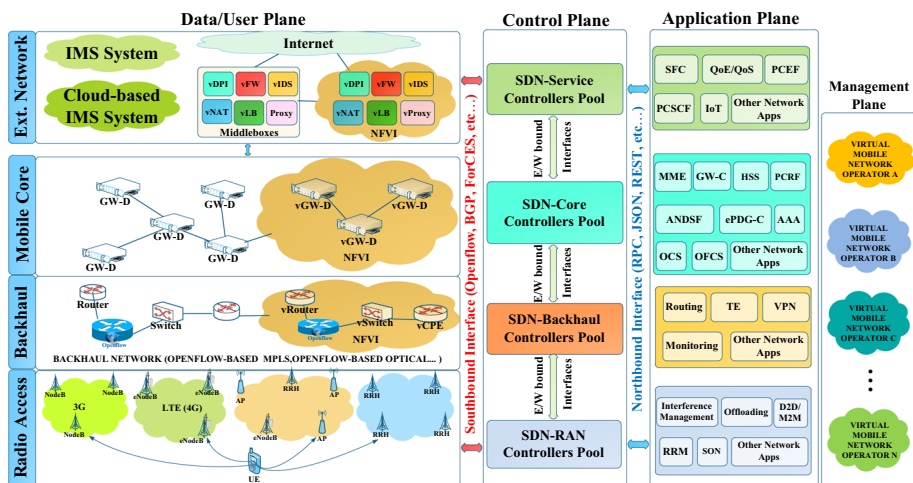 Data/User Plane
Control Plane
Application Plane
Management
Plane
Ext. Network
IMS System
Cloud-based
IMS System
Internet
vDPI
vFW
vIDS
vNAT
vLB
Proxy
Middleboxes
vDPI
vFW
vIDS
vNAT
vLB
vProxy
NFVI
Mobile Core
GW-D
GW-D
GW-D
GW-D
GW-D
GW-D
vGW-D
vGW-D
vGW-D
NFVI
Backhaul
Router
Openflow
Switch
vRouter
Openflow
vSwitch
vCPE
NFVI
BACKHAUL NETWORK (OPENFLOW-BASED MPLS,OPENFLOW-BASED OPTICAL... )
Radio Access
NodeB
NodeB
3G
NodeB
eNodeB
eNodeB
LTE (4G)
eNodeB
AP
RRH
AP
eNodeB
AP
RRH
RRH
RRH
RRH
UE
Southbound Interface (Openflow, BGP, ForCES, etc...)
SDN-Service
Controllers Pool
E/W bound
Interfaces
SDN-Core
Controllers Pool
E/W bound
Interfaces
SDN-Backhaul
Controllers Pool
E/W bound
Interfaces
SDN-RAN
Controllers Pool
Northbound Interface (RPC, JSON, REST, etc...)
SFC
QoE/QoS
PCEF
PCSCF
IoT
Other Network
Apps
MME
GW-C
HSS
PCRF
ANDSF
ePDG-C
AAA
OCS
OFCS
Other Network
Apps
Routing
TE
VPN
Monitoring
Other Network
Apps
Interference
Management
Offloading
D2D/
M2M
RRM
SON
Other Network
Apps
VIRTUAL
MOBILE
NETWORK
OPERATOR A
VIRTUAL
MOBILE
NETWORK
OPERATOR B
VIRTUAL
MOBILE
NETWORK
OPERATOR C
VIRTUAL
MOBILE
NETWORK
OPERATOR N